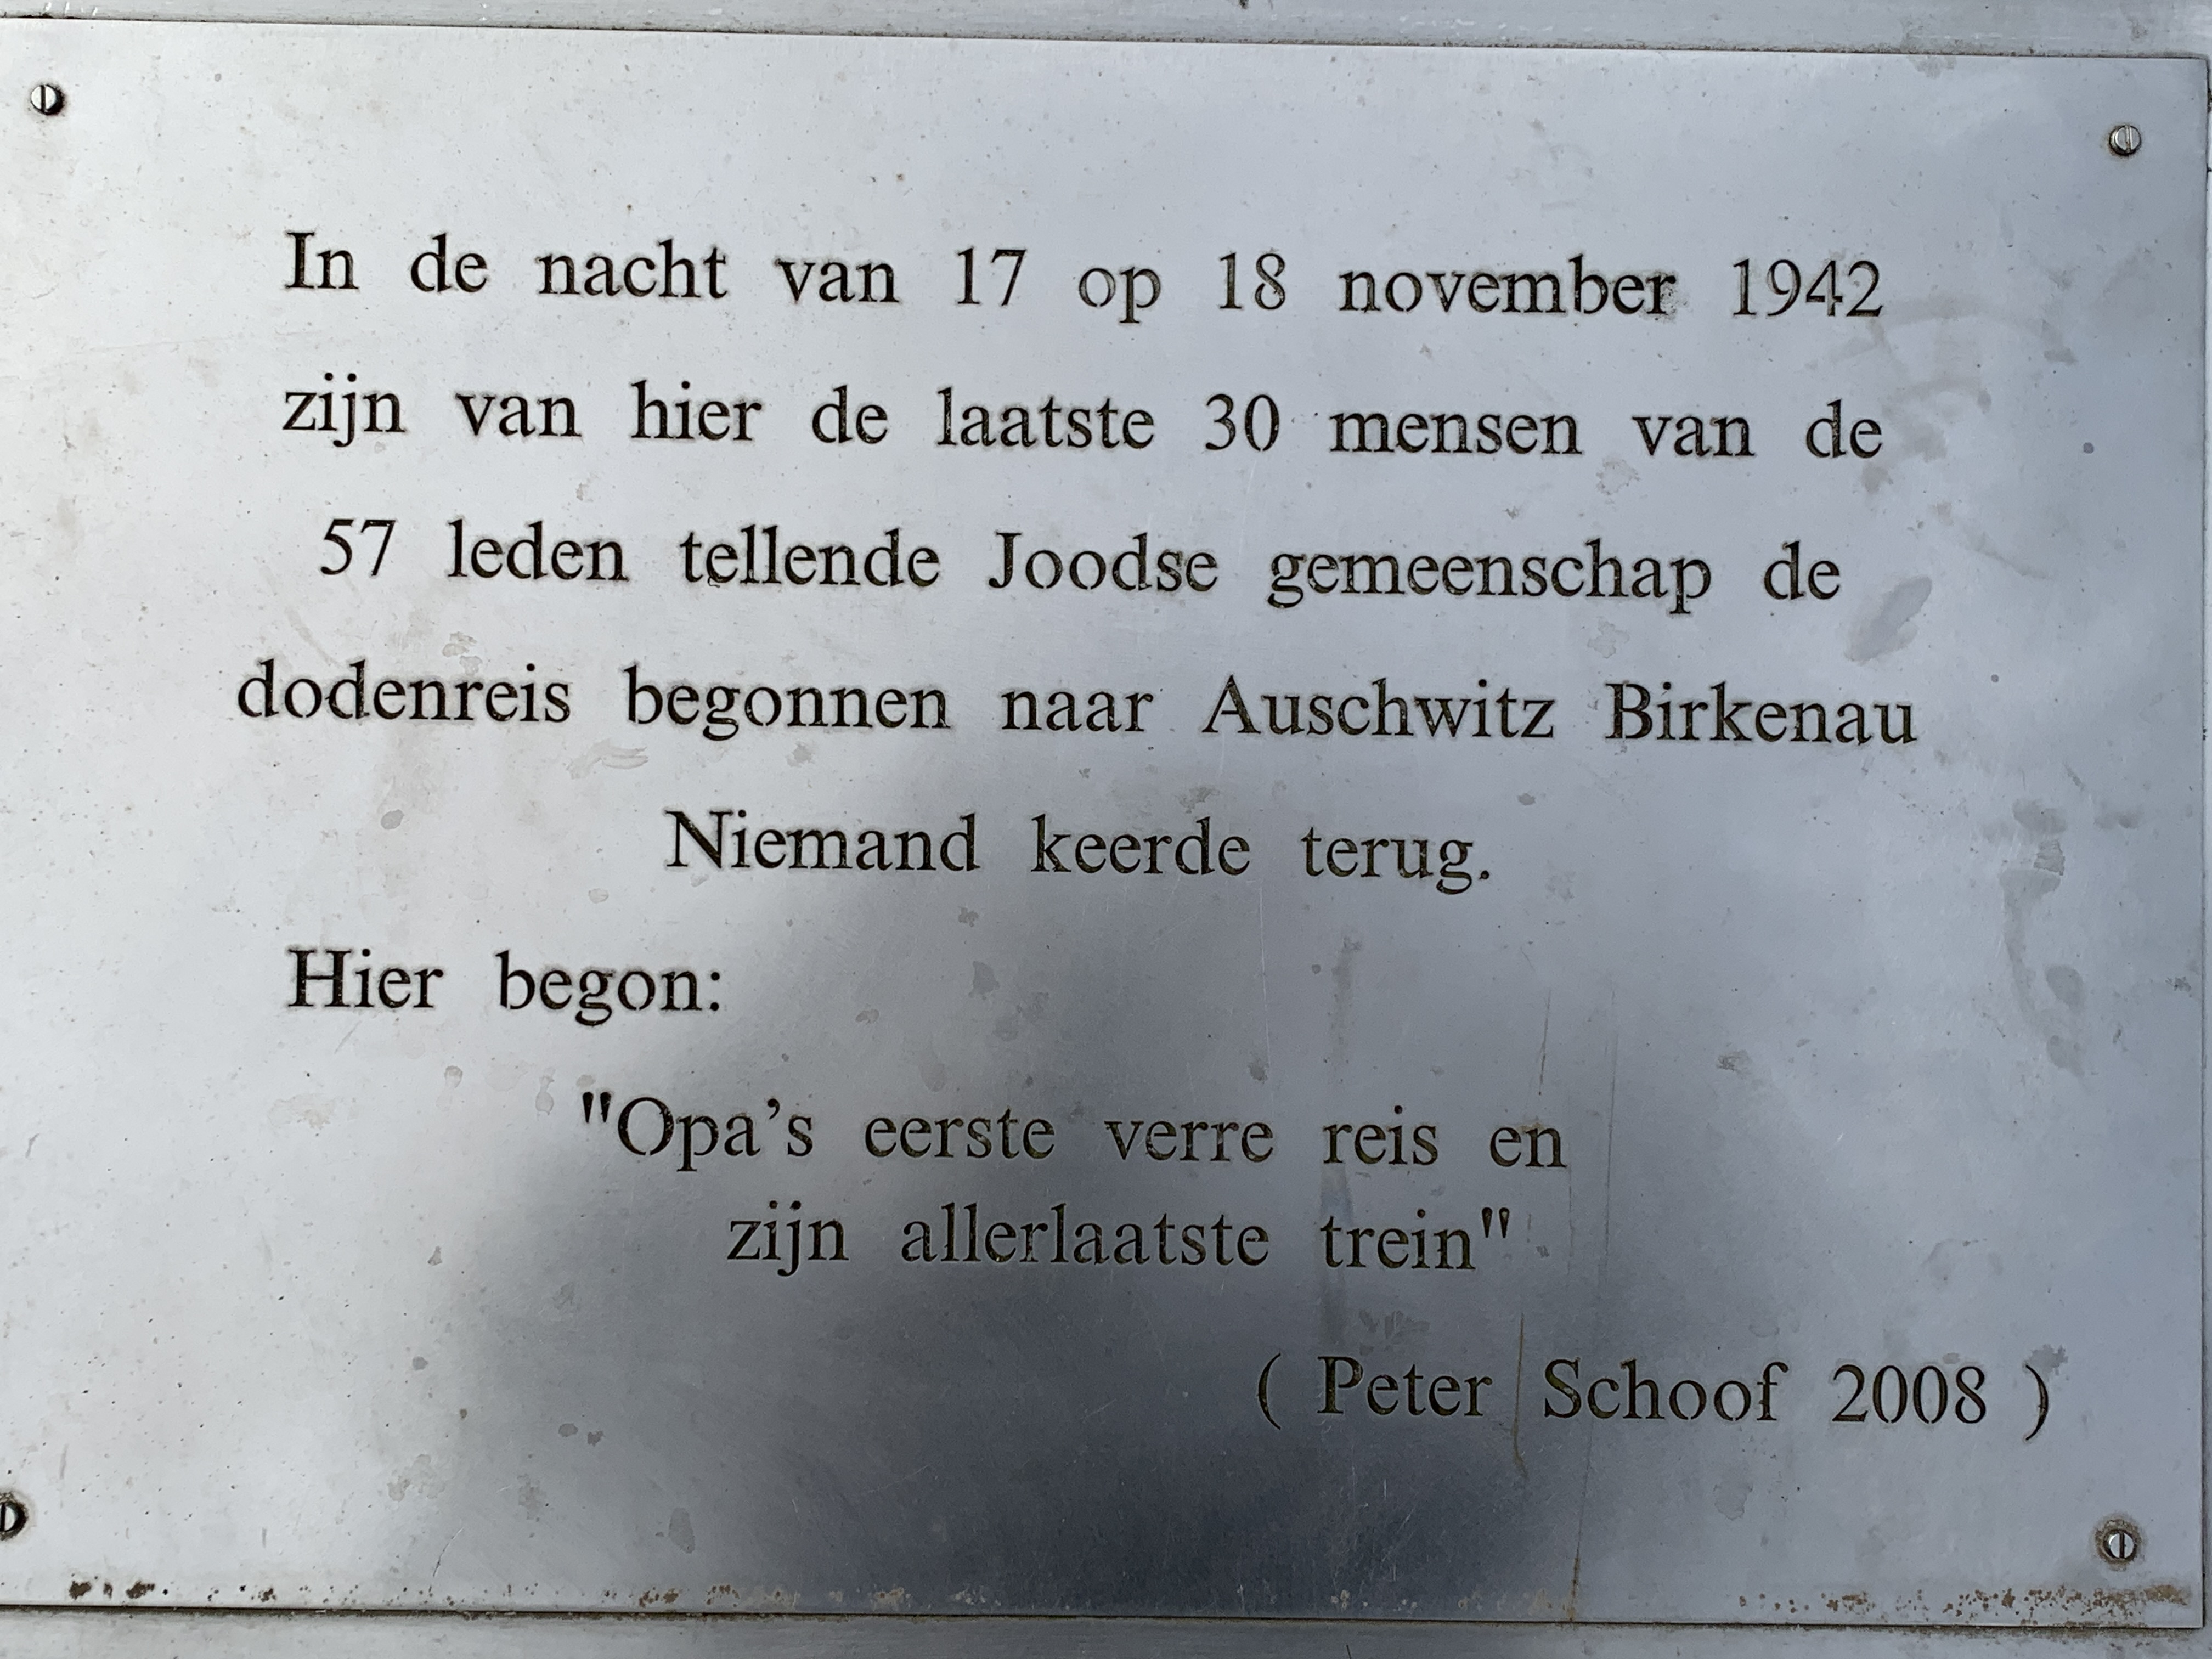 In de nacht van 17 op 18 november 1942
zijn van hier de laatste 30 mensen van de
57 leden tellende Joodse gemeenschap de
dodenreis begonnen naar Auschwitz Birkenau
Niemand keerde terug.
Hier begon:
"Opa's eerste verre reis en
zijn allerlaatste trein"
( Peter Schoof 2008 )